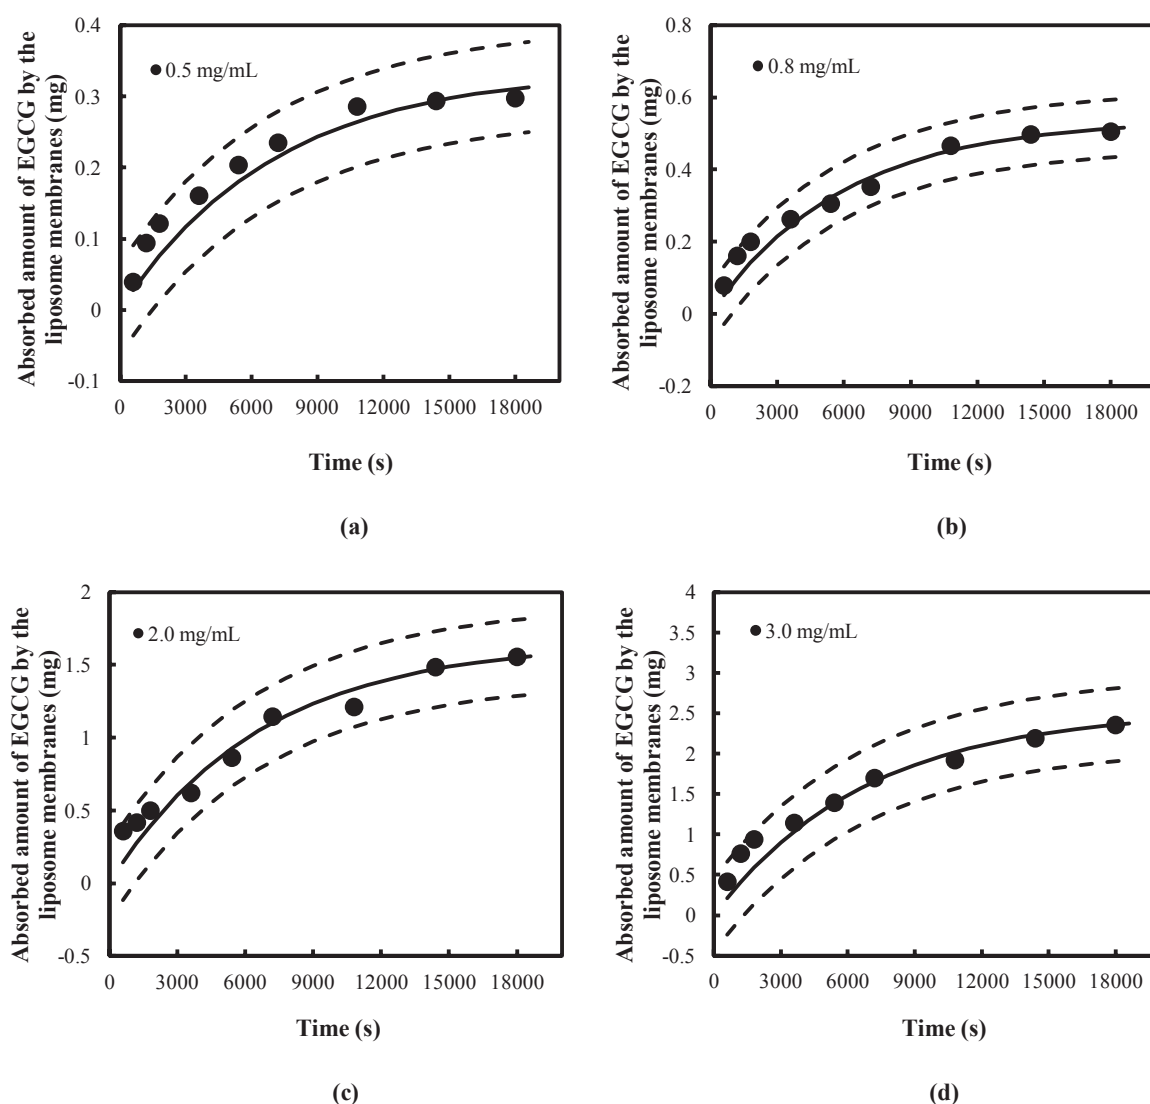 Absorbed amount of EGCG by the
liposome membranes (mg)
0.4
0.3
0.2
0.1
0
-0.1
0.5 mg/mL
0 3000 6000 9000 12000 15000 18000
Time (s)
(a)
Absorbed amount of EGCG by the
liposome membranes (mg)
0.8
0.6
0.4
0.2
0
-0.2
0.8 mg/mL
0 3000 6000 9000 12000 15000 18000
Time (s)
(b)
Absorbed amount of EGCG by the
liposome membranes (mg)
2
1.5
1
0.5
0
-0.5
2.0 mg/mL
0 3000 6000 9000 12000 15000 18000
Time (s)
(c)
Absorbed amount of EGCG by the
liposome membranes (mg)
4
3.5
3
2.5
2
1.5
1
0.5
0
-0.5
3.0 mg/mL
0 3000 6000 9000 12000 15000 18000
Time (s)
(d)